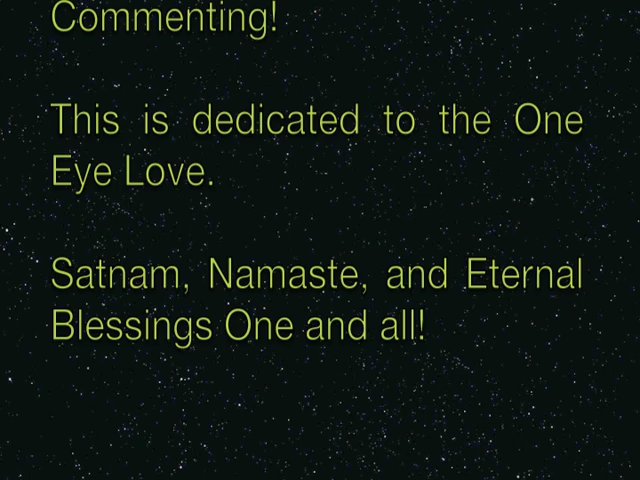 Commenting!
This is dedicated to the One
Eye Love.
Satnam, Namaste, and Eternal
Blessings One and all!